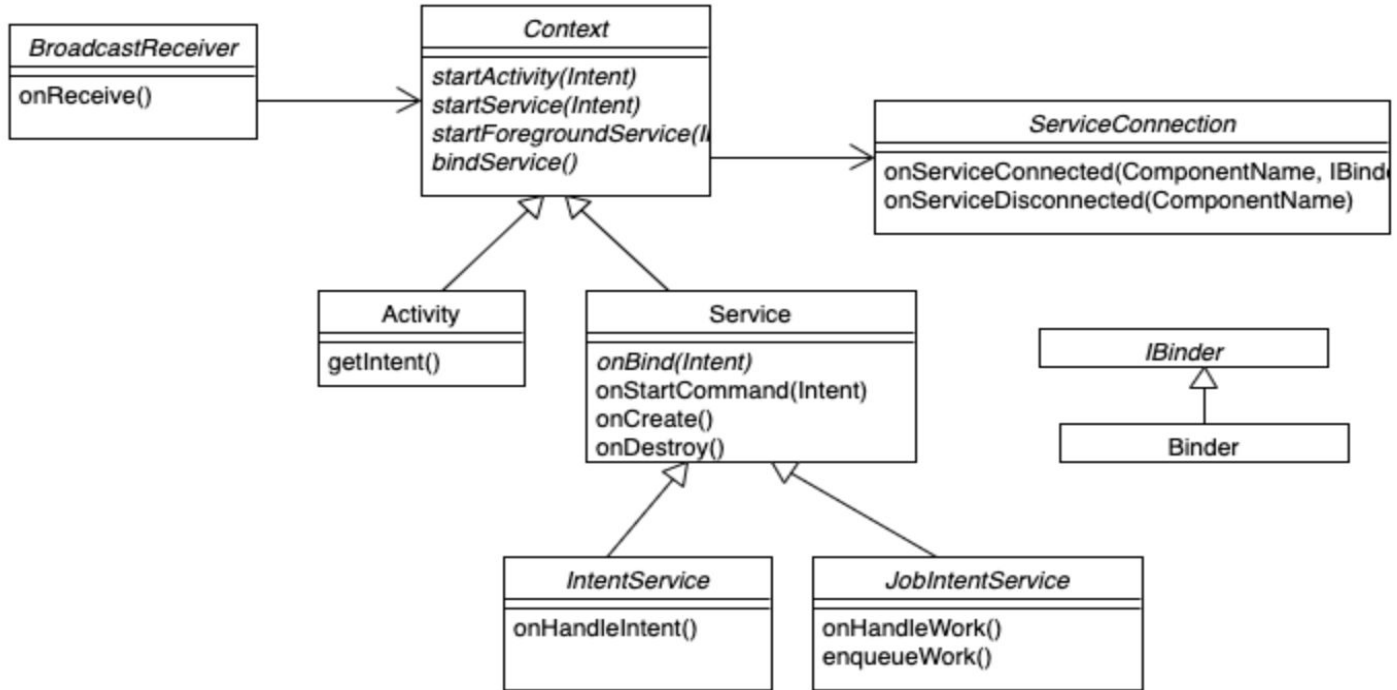 BroadcastReceiver
onReceive()
Context
startActivity(Intent)
startService(Intent)
startForegroundService(I
bindService()
ServiceConnection
onServiceConnected(ComponentName, IBind
onServiceDisconnected(ComponentName)
Activity
getIntent()
Service
onBind(Intent)
onStartCommand(Intent)
onCreate()
onDestroy()
IBinder
Binder
IntentService
onHandleIntent()
JobIntentService
onHandleWork()
enqueueWork()